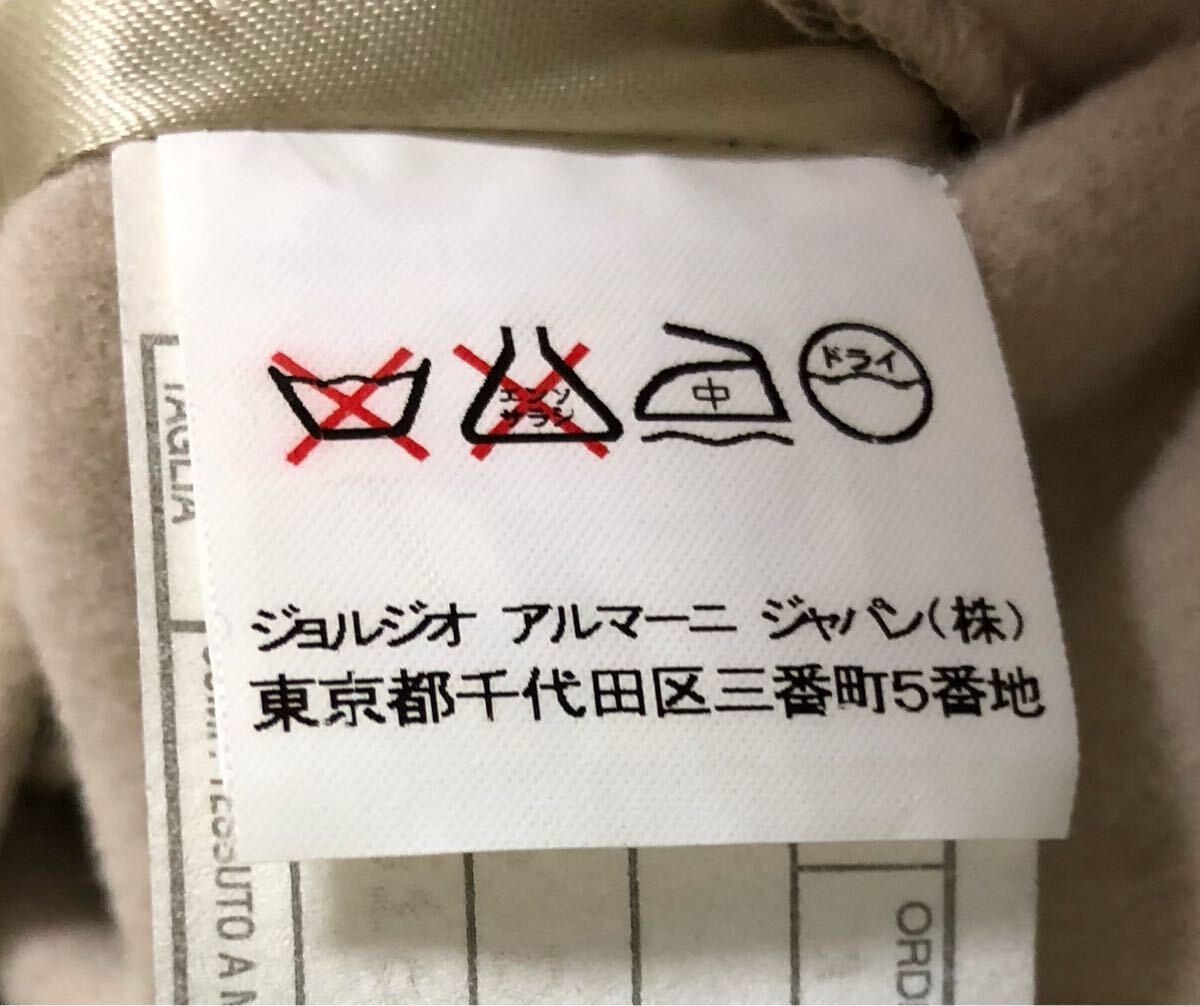 エンソ
サラシ
中
ドライ
ジョルジオ アルマーニ ジャパン(株)
東京都千代田区三番町5番地
TAGLIA
TESSUTO A M
ORD